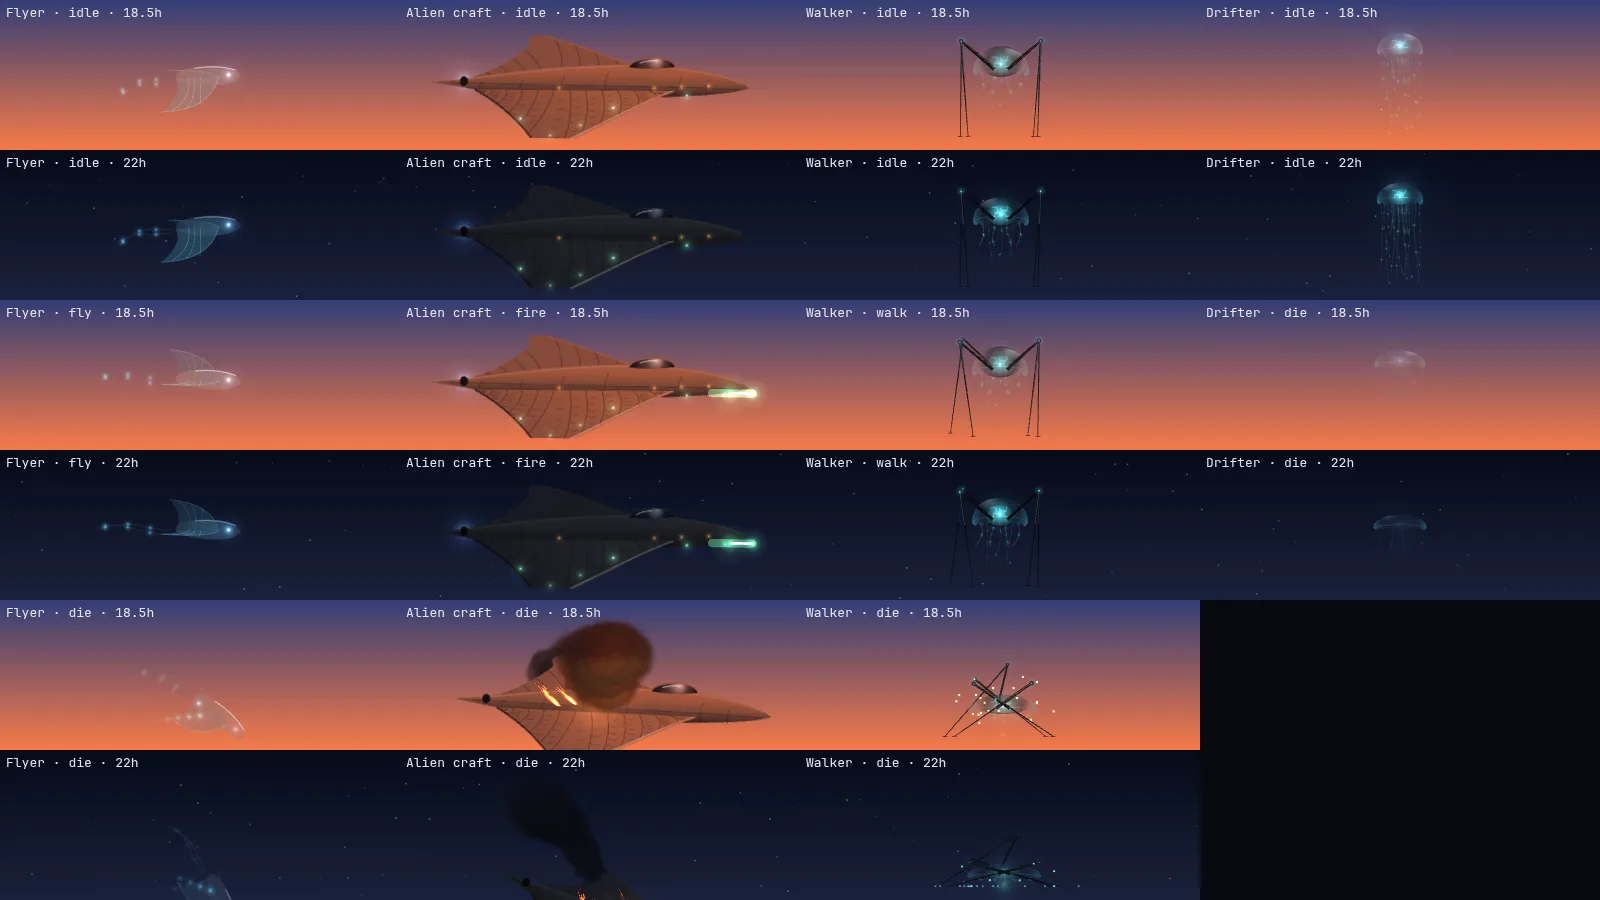 Flyer · idle · 18.5h
Alien craft · idle · 18.5h
Walker · idle · 18.5h
Drifter · idle · 18.5h
Flyer · idle · 22h
Alien craft · idle · 22h
Walker · idle · 22h
Drifter · idle · 22h
Flyer · fly · 18.5h
Alien craft · fire · 18.5h
Walker · walk · 18.5h
Drifter · die · 18.5h
Flyer · fly · 22h
Alien craft · fire · 22h
Walker · walk · 22h
Drifter · die · 22h
Flyer · die · 18.5h
Alien craft · die · 18.5h
Walker · die · 18.5h
Flyer · die · 22h
Alien craft · die · 22h
Walker · die · 22h